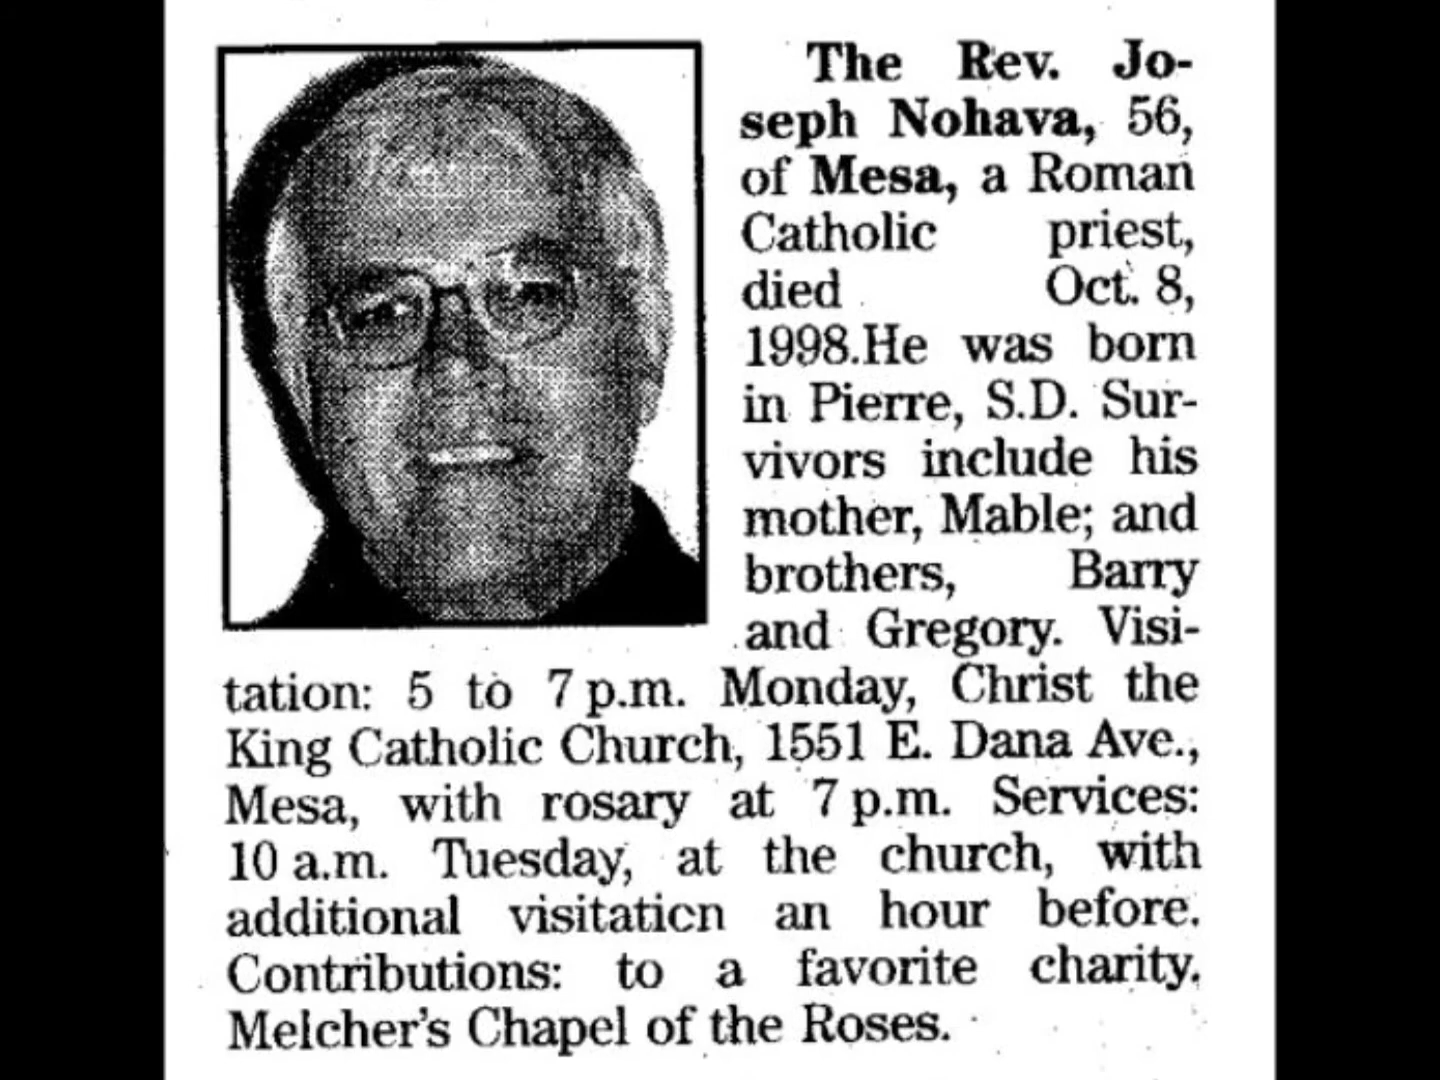 The Rev. Jo-
seph Nohava, 56,
of Mesa, a Roman
Catholic priest,
died Oct. 8,
1998.He was born
in Pierre, S.D. Sur-
vivors include his
mother, Mable; and
brothers, Barry
and Gregory. Visi-
tation: 5 to 7 p.m. Monday, Christ the
King Catholic Church, 1551 E. Dana Ave.,
Mesa, with rosary at 7 p.m. Services:
10 a.m. Tuesday, at the church, with
additional visitaticn an hour before.
Contributions: to a favorite charity.
Melcher's Chapel of the Roses.